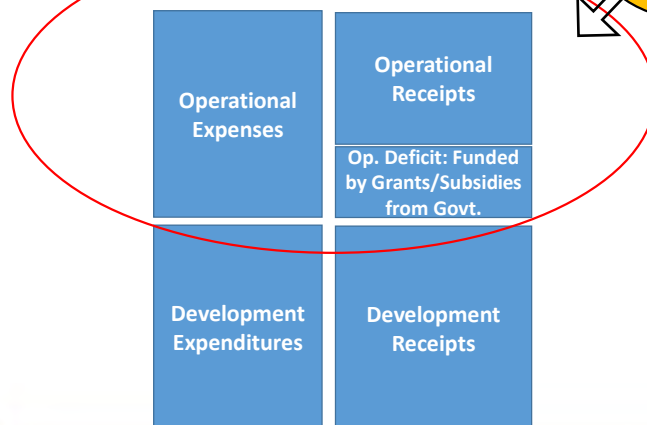 Operational
Expenses
Operational
Receipts
Op. Deficit: Funded
by Grants/Subsidies
from Govt.
Development
Expenditures
Development
Receipts